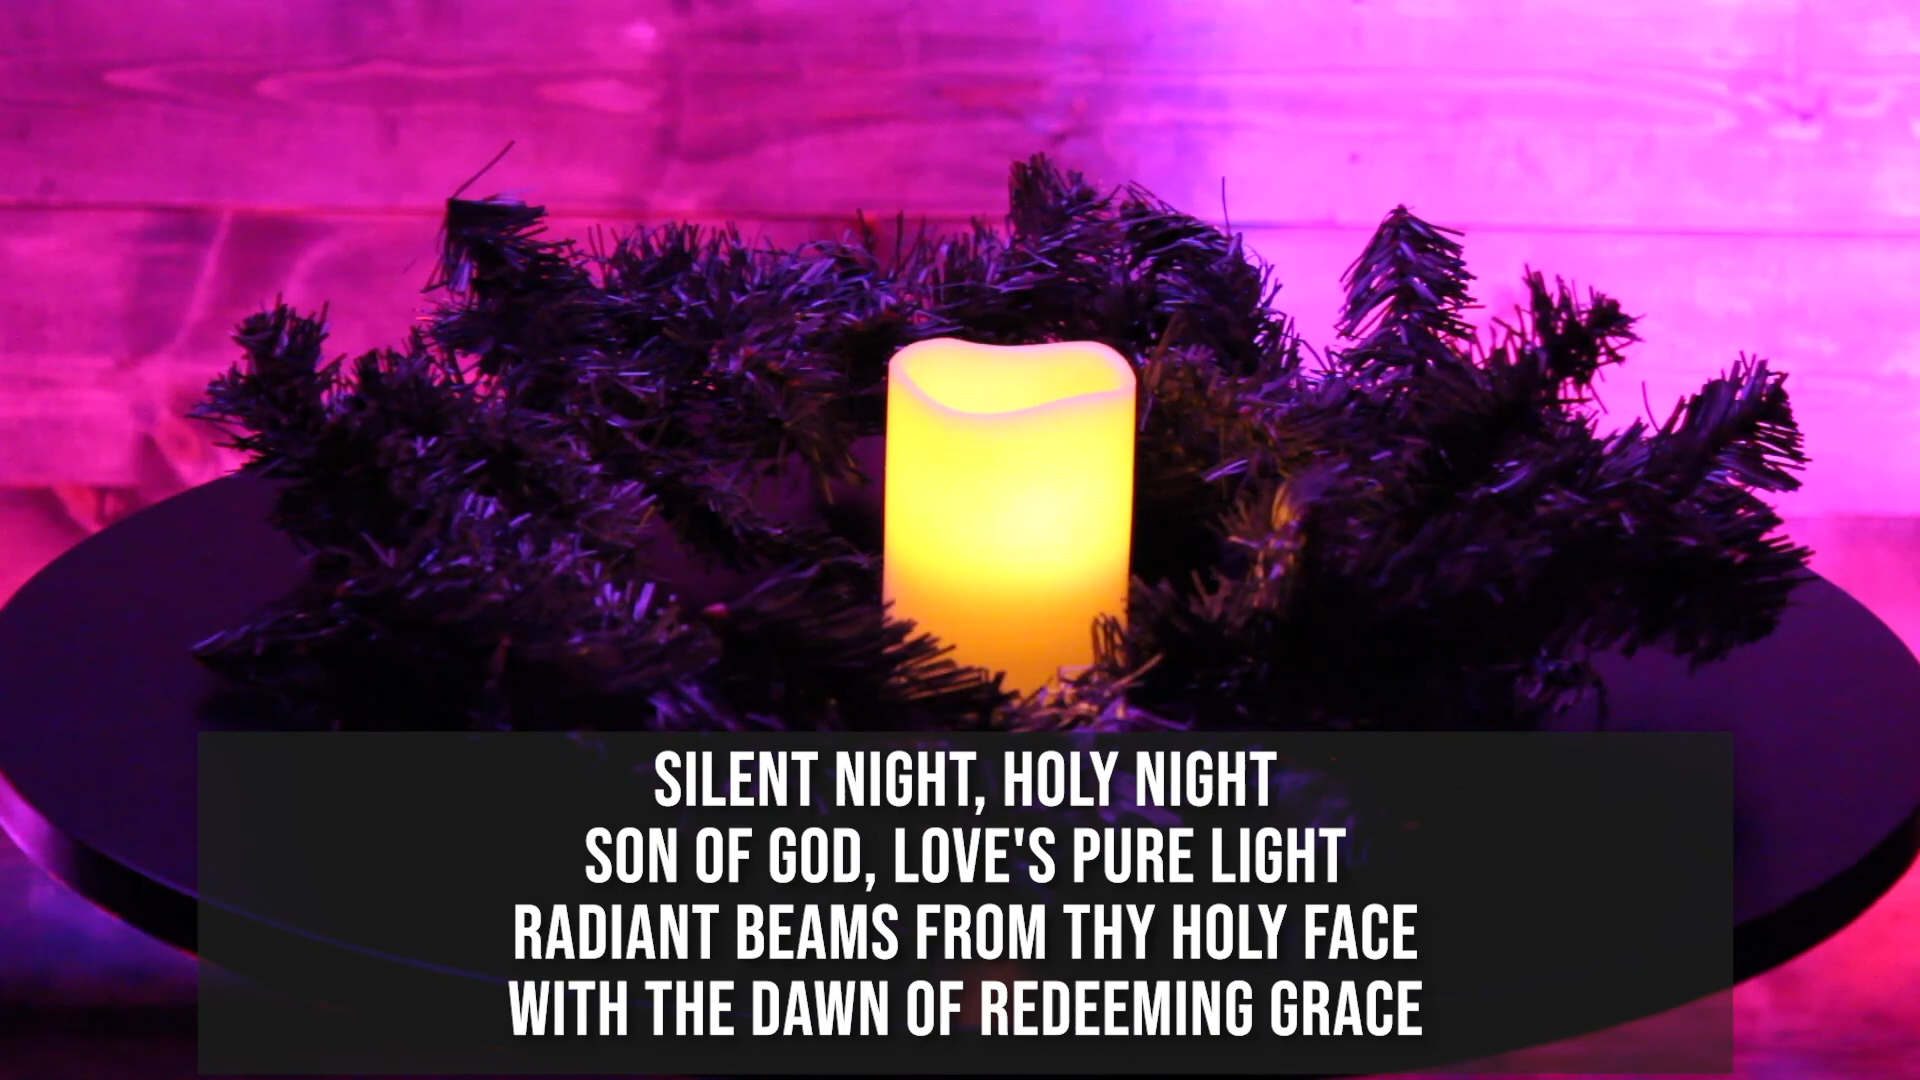 SILENT NIGHT, HOLY NIGHT
SON OF GOD, LOVE'S PURE LIGHT
RADIANT BEAMS FROM THY HOLY FACE
WITH THE DAWN OF REDEEMING GRACE